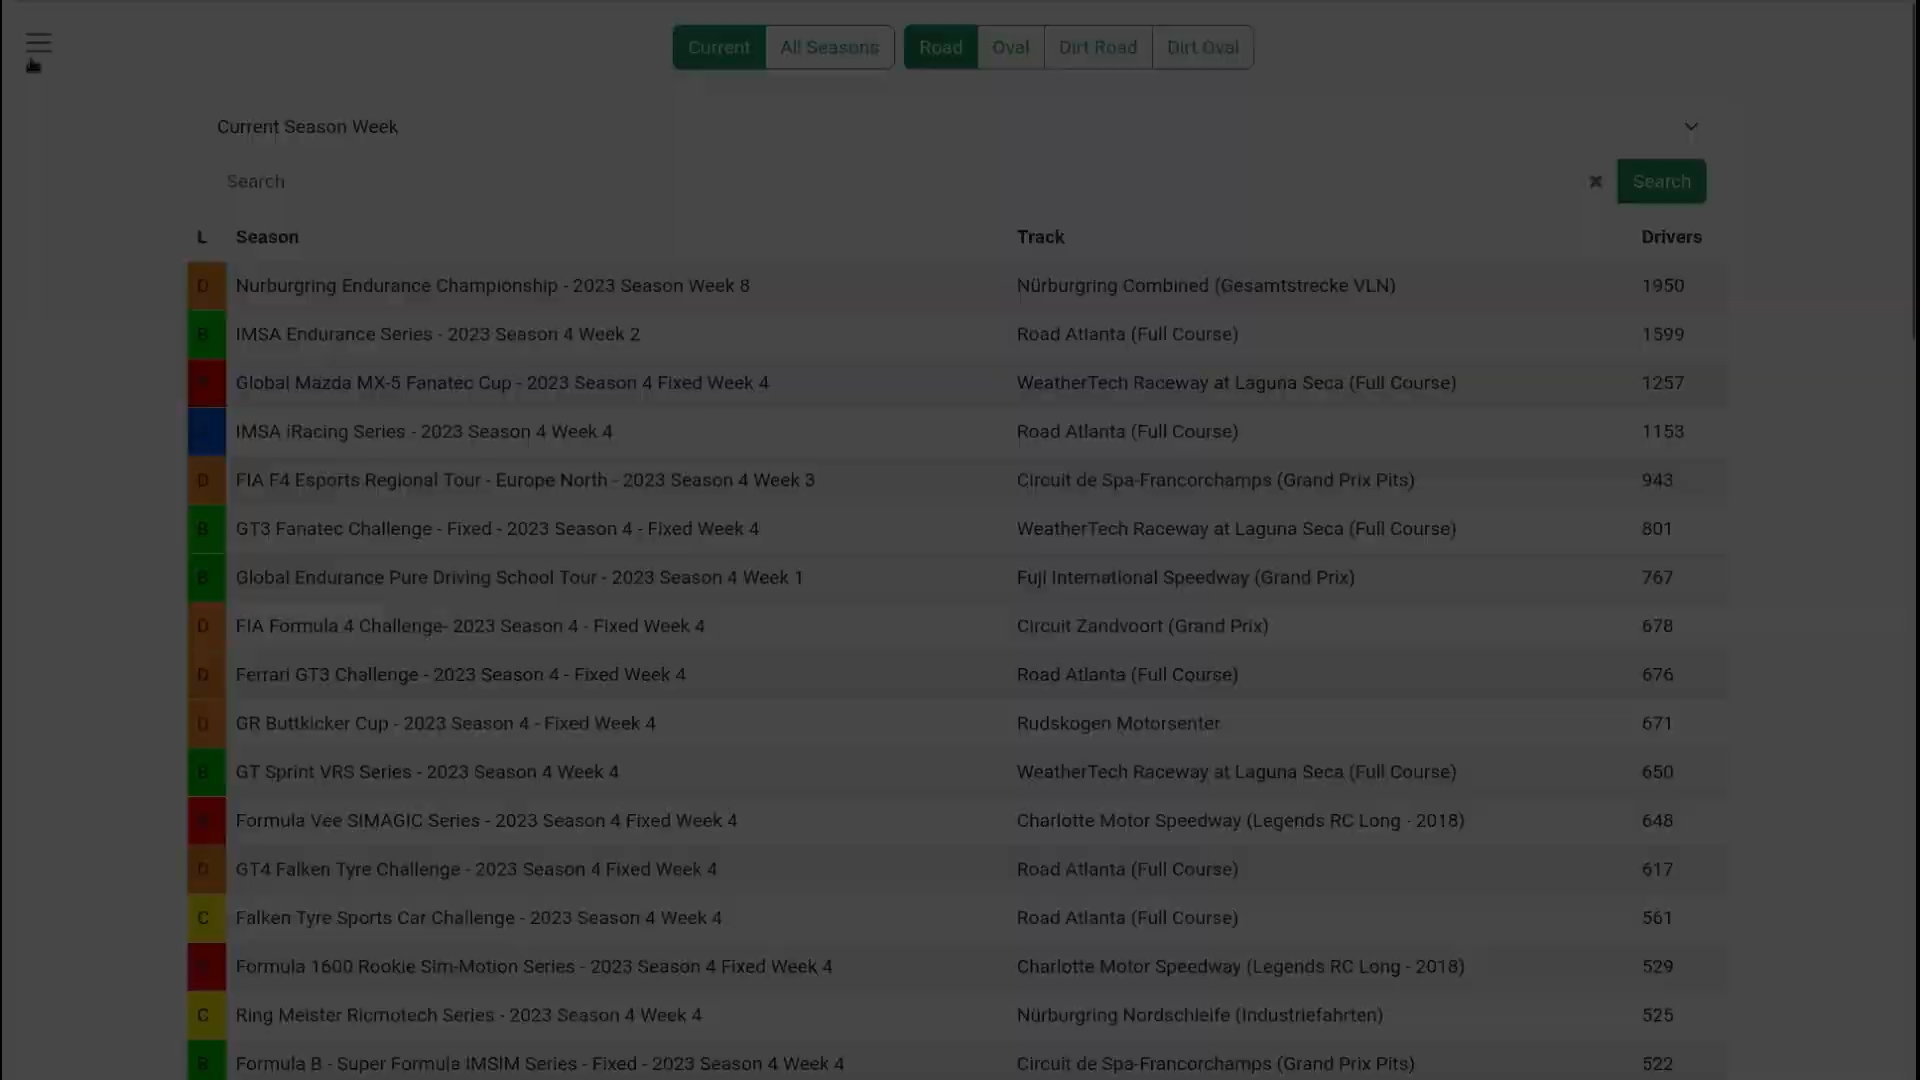 Current All Seasons Road Oval Dirt Road Dirt Oval
Current Season Week
Search Search
L Season Track Drivers
D Nurburgring Endurance Championship - 2023 Season Week 8 Nürburgring Combined (Gesamtstrecke VLN) 1950
B IMSA Endurance Series - 2023 Season 4 Week 2 Road Atlanta (Full Course) 1599
Global Mazda MX-5 Fanatec Cup - 2023 Season 4 Fixed Week 4 WeatherTech Raceway at Laguna Seca (Full Course) 1257
IMSA iRacing Series - 2023 Season 4 Week 4 Road Atlanta (Full Course) 1153
D FIA F4 Esports Regional Tour - Europe North - 2023 Season 4 Week 3 Circuit de Spa-Francorchamps (Grand Prix Pits) 943
B GT3 Fanatec Challenge - Fixed - 2023 Season 4 - Fixed Week 4 WeatherTech Raceway at Laguna Seca (Full Course) 801
B Global Endurance Pure Driving School Tour - 2023 Season 4 Week 1 Fuji International Speedway (Grand Prix) 767
D FIA Formula 4 Challenge- 2023 Season 4 - Fixed Week 4 Circuit Zandvoort (Grand Prix) 678
D Ferrari GT3 Challenge - 2023 Season 4 - Fixed Week 4 Road Atlanta (Full Course) 676
D GR Buttkicker Cup - 2023 Season 4 - Fixed Week 4 Rudskogen Motorsenter 671
B GT Sprint VRS Series - 2023 Season 4 Week 4 WeatherTech Raceway at Laguna Seca (Full Course) 650
Formula Vee SIMAGIC Series - 2023 Season 4 Fixed Week 4 Charlotte Motor Speedway (Legends RC Long - 2018) 648
D GT4 Falken Tyre Challenge - 2023 Season 4 Fixed Week 4 Road Atlanta (Full Course) 617
C Falken Tyre Sports Car Challenge - 2023 Season 4 Week 4 Road Atlanta (Full Course) 561
Formula 1600 Rookie Sim-Motion Series - 2023 Season 4 Fixed Week 4 Charlotte Motor Speedway (Legends RC Long - 2018) 529
C Ring Meister Ricmotech Series - 2023 Season 4 Week 4 Nürburgring Nordschleife (Industriefahrten) 525
B Formula B - Super Formula IMSIM Series - Fixed - 2023 Season 4 Week 4 Circuit de Spa-Francorchamps (Grand Prix Pits) 522